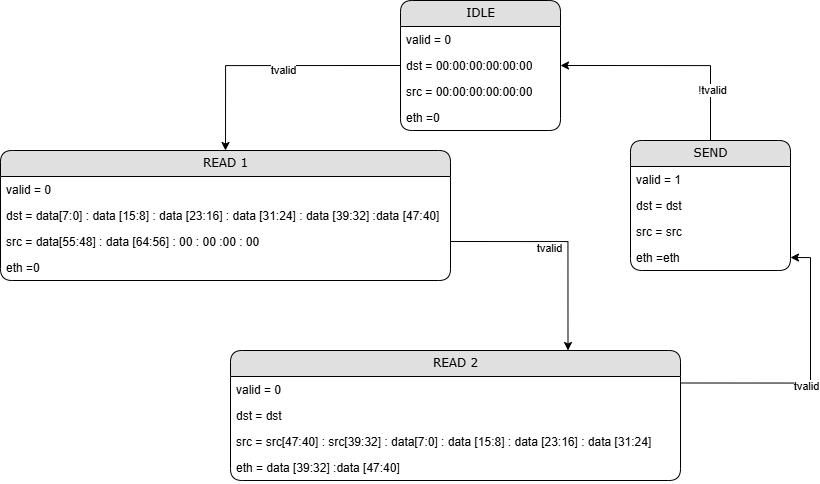 IDLE
valid = 0
dst = 00:00:00:00:00:00
src = 00:00:00:00:00:00
eth =0
tvalid
!tvalid
READ 1
valid = 0
dst = data[7:0] : data [15:8] : data [23:16] : data [31:24] : data [39:32] :data [47:40]
src = data[55:48] : data [64:56] : 00 : 00 :00 : 00
eth =0
SEND
valid = 1
dst = dst
src = src
eth =eth
tvalid
READ 2
valid = 0
dst = dst
src = src[47:40] : src[39:32] : data[7:0] : data [15:8] : data [23:16] : data [31:24]
eth = data [39:32] :data [47:40]
tvalid